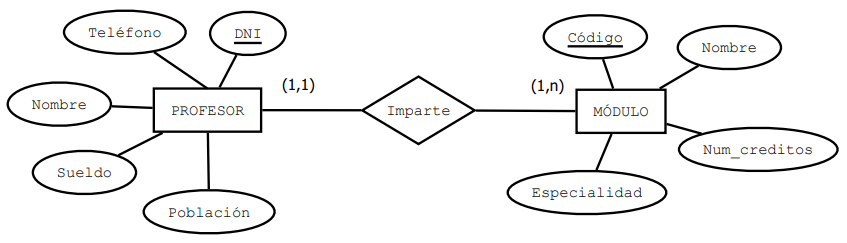 Teléfono
DNI
Código
Nombre
(1,1)
(1,n)
Nombre
PROFESOR
Imparte
MÓDULO
Num_creditos
Sueldo
Especialidad
Población